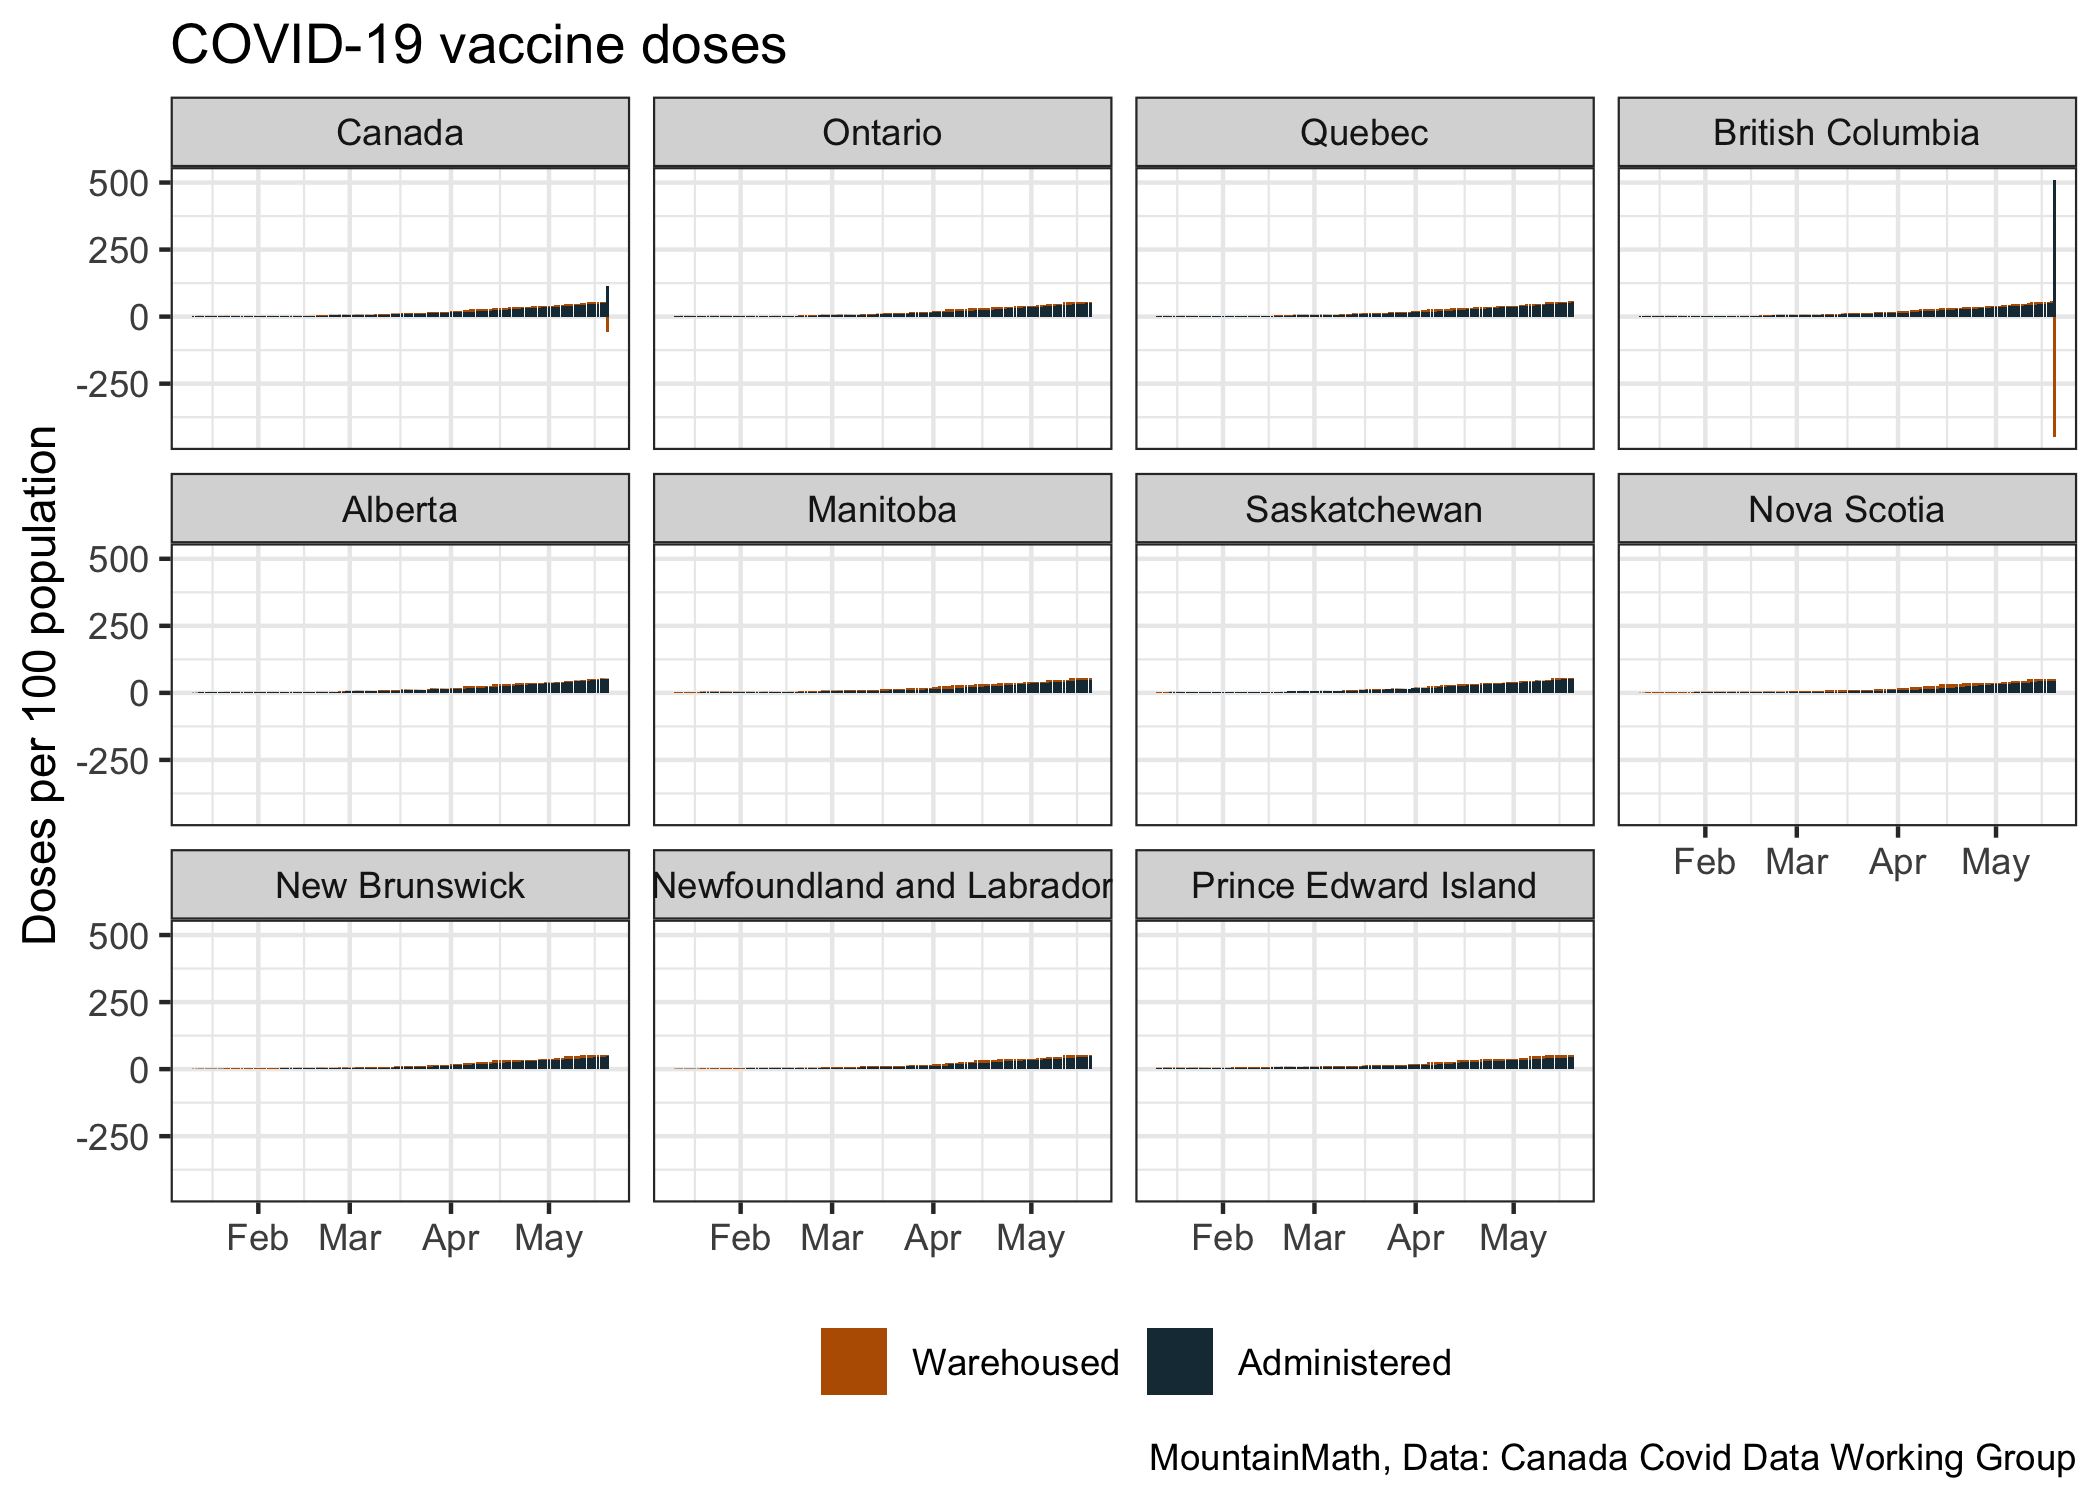 COVID-19 vaccine doses
Canada
Ontario
Quebec
British Columbia
500
250
0
-250
Alberta
Manitoba
Saskatchewan
Nova Scotia
500
250
0
-250
Feb Mar Apr May
New Brunswick
Newfoundland and Labrador
Prince Edward Island
500
250
0
-250
Feb Mar Apr May
Feb Mar Apr May
Feb Mar Apr May
Doses per 100 population
Warehoused
Administered
MountainMath, Data: Canada Covid Data Working Group